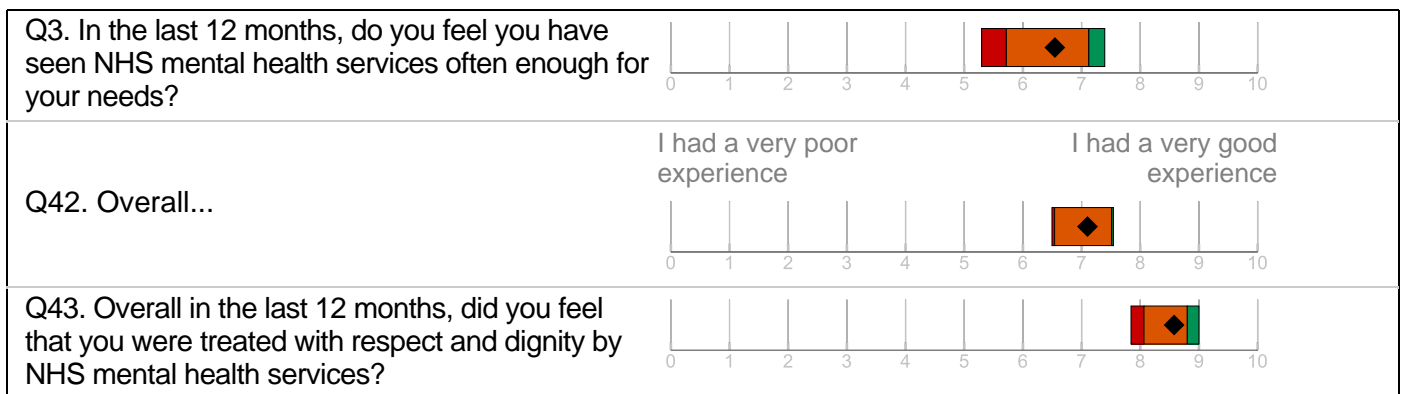 Q3. In the last 12 months, do you feel you have
seen NHS mental health services often enough for
your needs?
0 1 2 3 4 5 6 7 8 9 10
I had a very poor
experience
I had a very good
experience
Q42. Overall...
0 1 2 3 4 5 6 7 8 9 10
Q43. Overall in the last 12 months, did you feel
that you were treated with respect and dignity by
NHS mental health services?
0 1 2 3 4 5 6 7 8 9 10